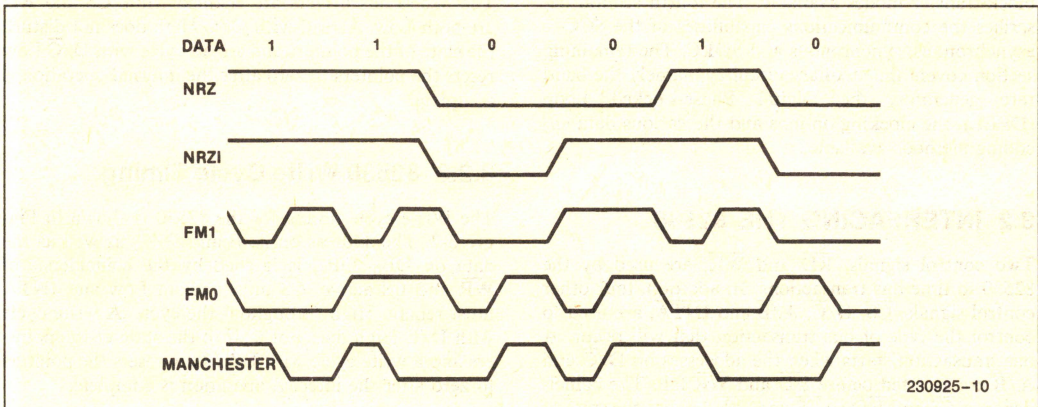 DATA 1 1 0 0 1 0
NRZ
NRZI
FM1
FM0
MANCHESTER
230925–10